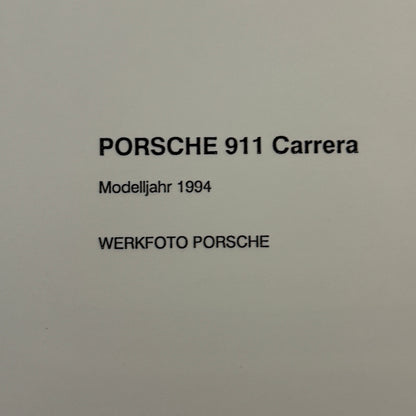 PORSCHE 911 Carrera
Modelljahr 1994
WERKFOTO PORSCHE